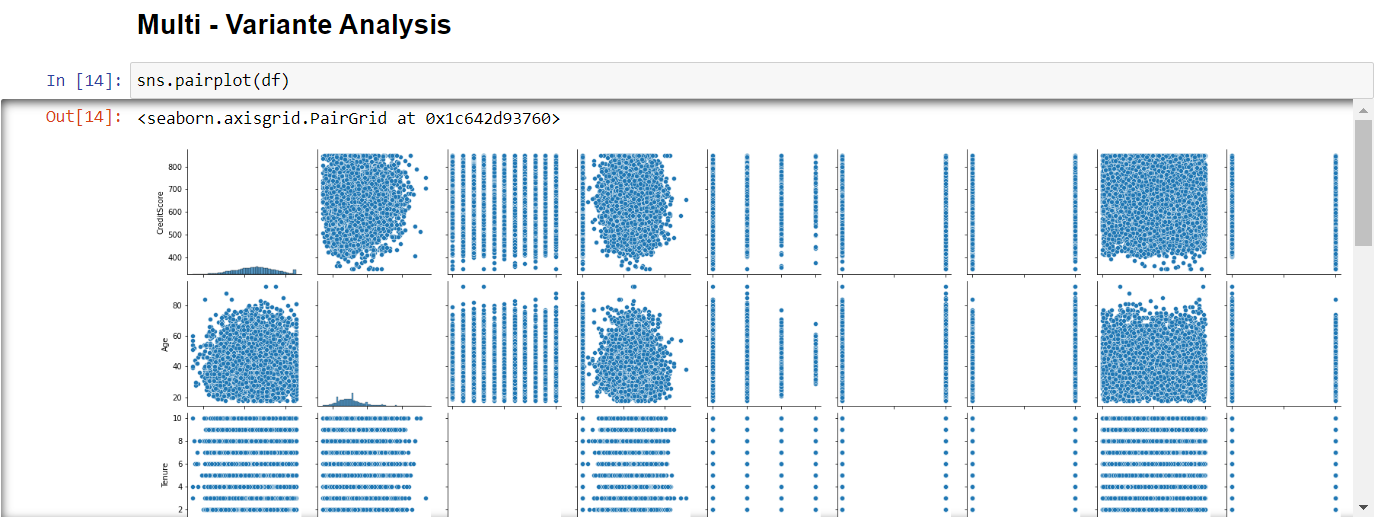 Multi - Variante Analysis
In [14]: sns.pairplot(df)
Out[14]: <seaborn.axisgrid.PairGrid at 0x1c642d93760>
800
700
600
500
400
CreditScore
80
60
40
20
Age
10
8
6
4
2
Tenure